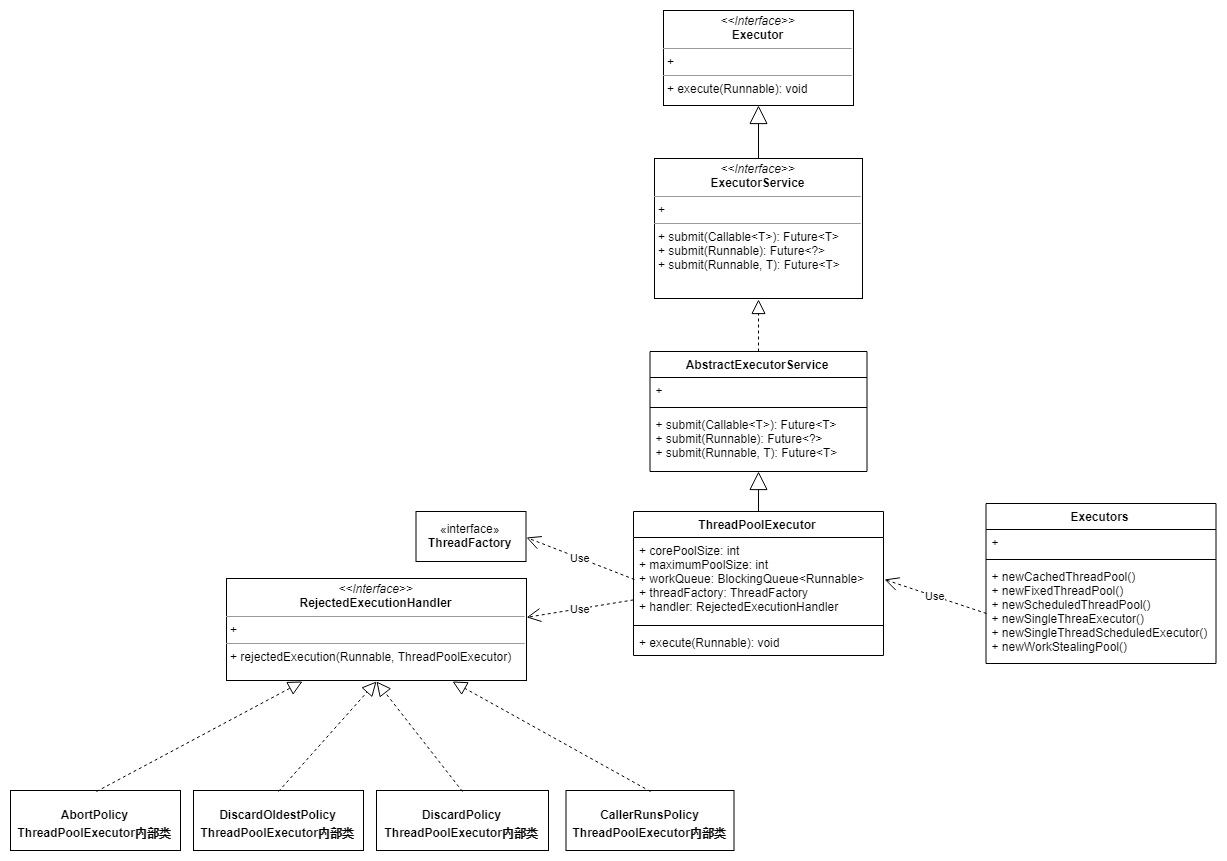 <<Interface>>
Executor
+
+ execute(Runnable): void
<<Interface>>
ExecutorService
+
+ submit(Callable<T>): Future<T>
+ submit(Runnable): Future<?>
+ submit(Runnable, T): Future<T>
AbstractExecutorService
+
+ submit(Callable<T>): Future<T>
+ submit(Runnable): Future<?>
+ submit(Runnable, T): Future<T>
«interface»
ThreadFactory
Use
ThreadPoolExecutor
+ corePoolSize: int
+ maximumPoolSize: int
+ workQueue: BlockingQueue<Runnable>
+ threadFactory: ThreadFactory
+ handler: RejectedExecutionHandler
+ execute(Runnable): void
Use
Executors
+
+ newCachedThreadPool()
+ newFixedThreadPool()
+ newScheduledThreadPool()
+ newSingleThreaExecutor()
+ newSingleThreadScheduledExecutor()
+ newWorkStealingPool()
<<Interface>>
RejectedExecutionHandler
+
+ rejectedExecution(Runnable, ThreadPoolExecutor)
Use
AbortPolicy
ThreadPoolExecutor内部类
DiscardOldestPolicy
ThreadPoolExecutor内部类
DiscardPolicy
ThreadPoolExecutor内部类
CallerRunsPolicy
ThreadPoolExecutor内部类